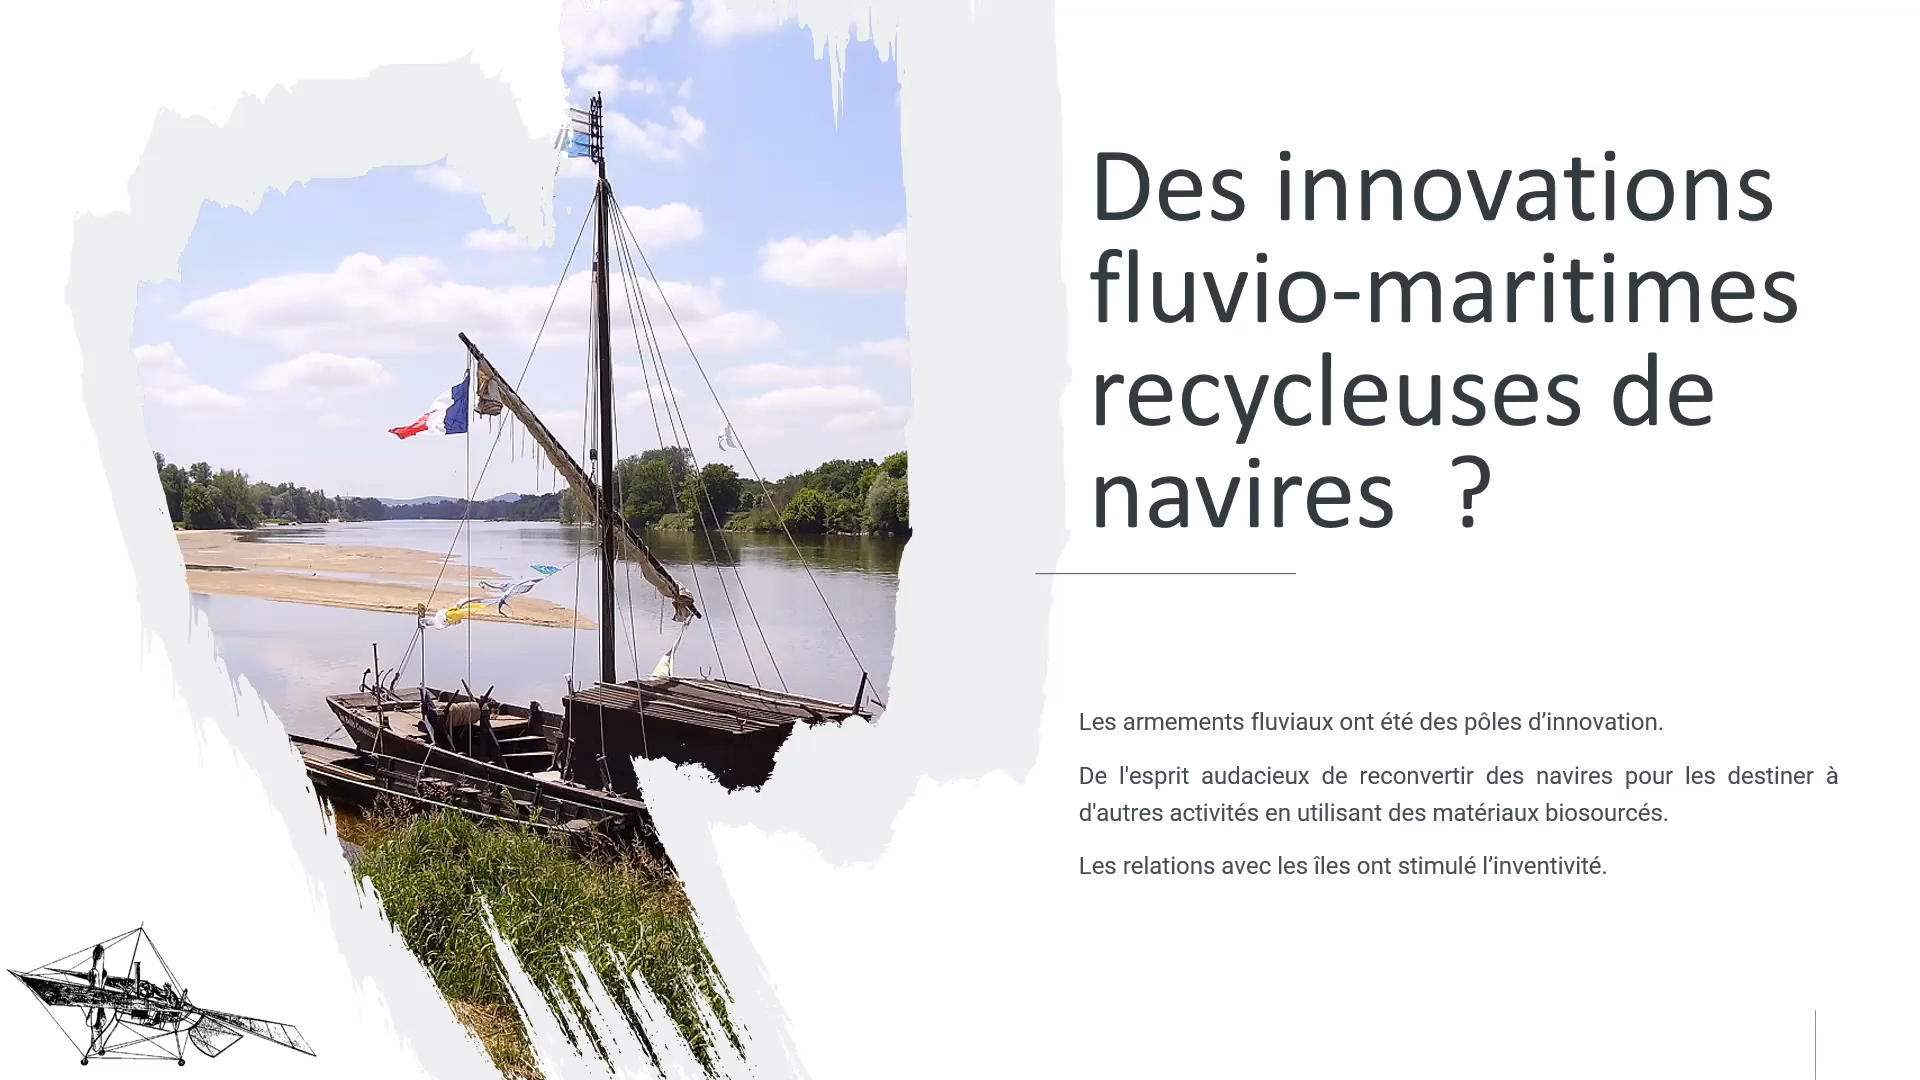 Des innovations
fluvio-maritimes
recycleuses de
navires ?
Les armements fluviaux ont été des pôles d’innovation.
De l'esprit audacieux de reconvertir des navires pour les destiner à
d'autres activités en utilisant des matériaux biosourcés.
Les relations avec les îles ont stimulé l’inventivité.